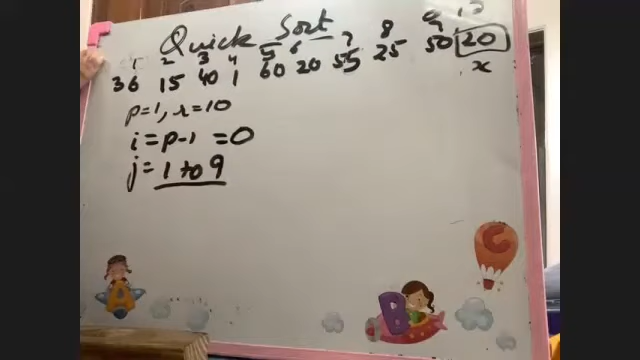 Quick Sort
1 2 3 4 5 6 7 8 9 10
36 15 40 1 60 20 55 25 50 20
x
p=1, r=10
i=p-1 =0
j= 1 to 9
A B C